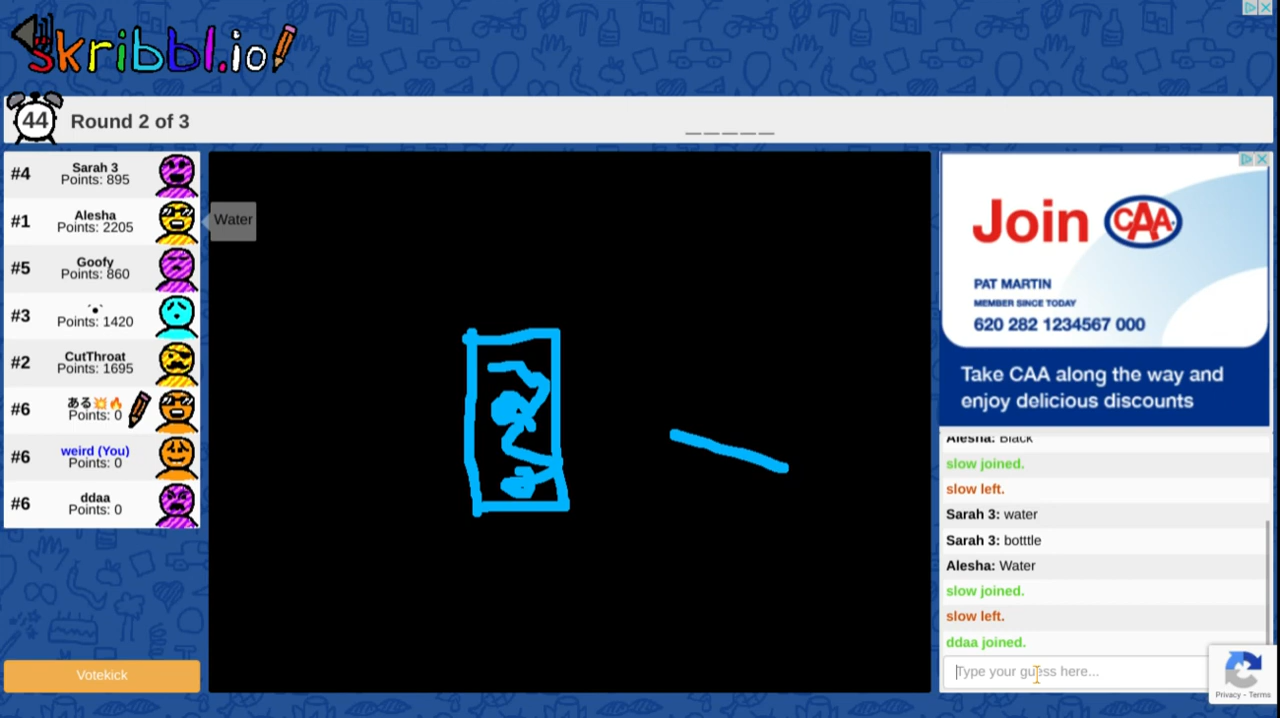 skribbl.io
44
Round 2 of 3
_____
#4
Sarah 3
Points: 895
#1
Alesha
Points: 2205
Water
#5
Goofy
Points: 860
#3
´•`
Points: 1420
#2
CutThroat
Points: 1695
#6
ある💥🔥
Points: 0
#6
weird (You)
Points: 0
#6
ddaa
Points: 0
Votekick
Join CAA
PAT MARTIN
MEMBER SINCE TODAY
620 282 1234567 000
Take CAA along the way and
enjoy delicious discounts
Alesha: Black
slow joined.
slow left.
Sarah 3: water
Sarah 3: botttle
Alesha: Water
slow joined.
slow left.
ddaa joined.
Type your guess here...
Privacy - Terms